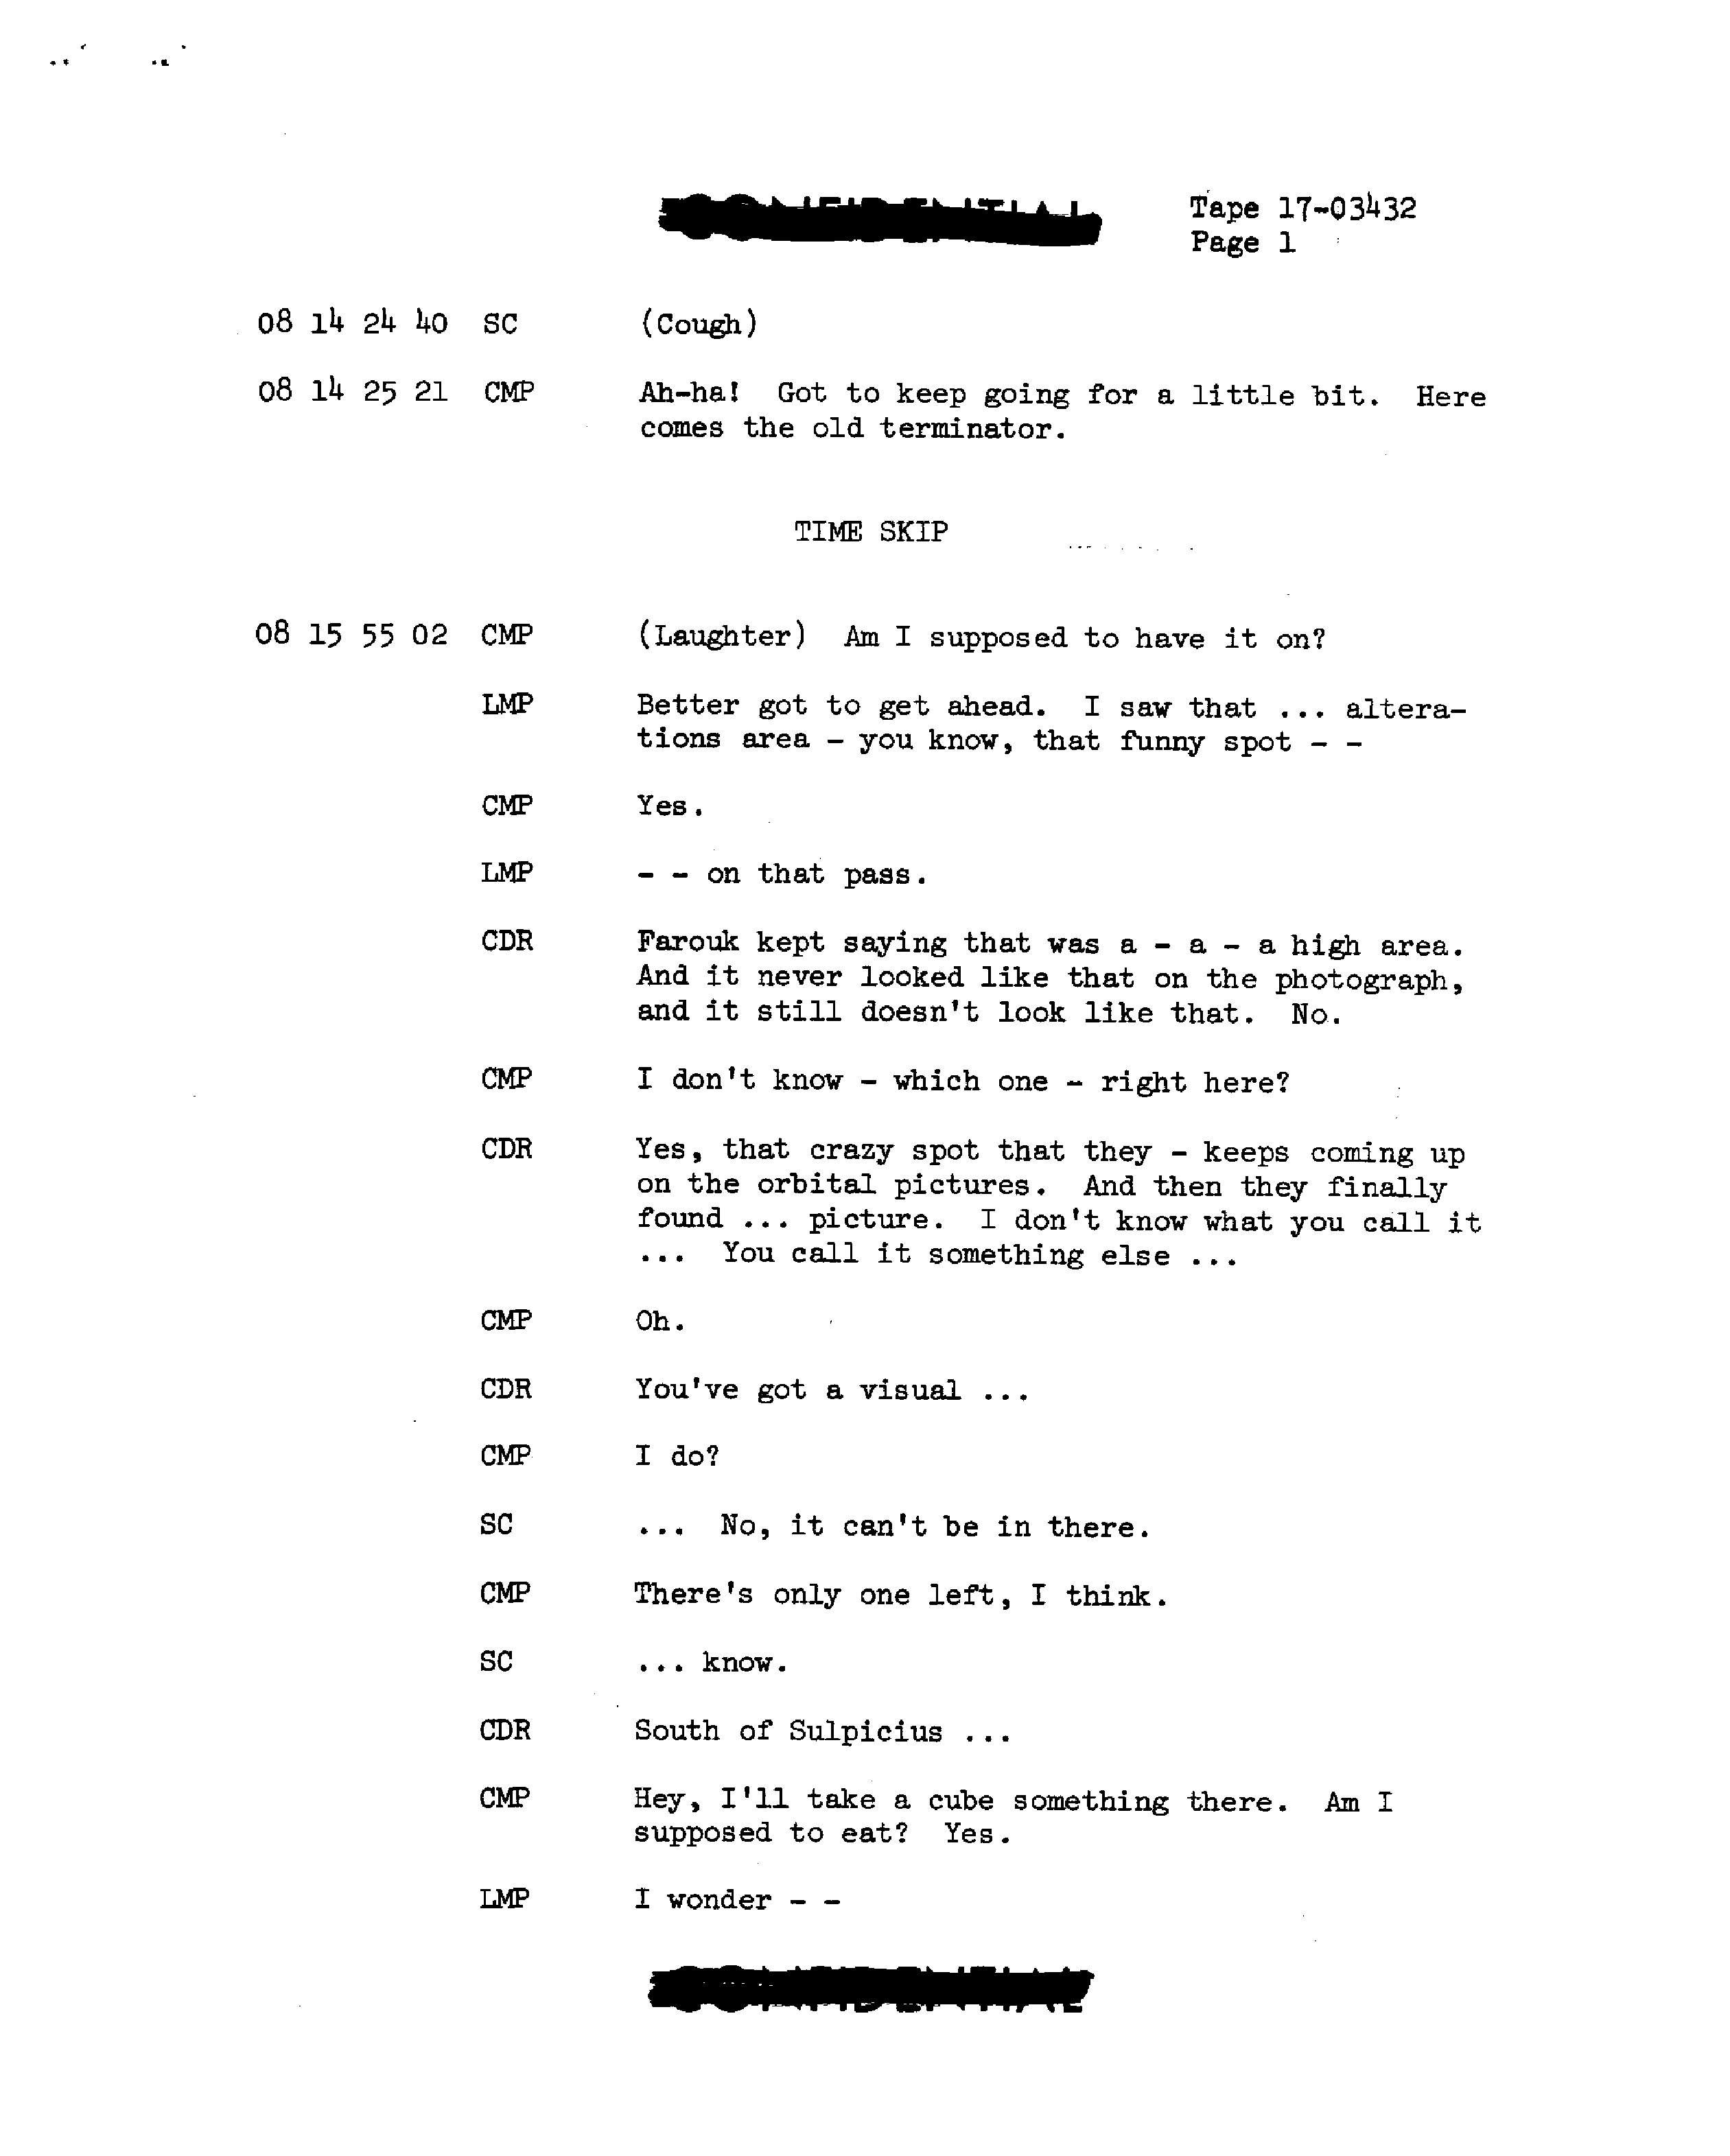 CONFIDENTIAL
Tape 17-03432
Page 1
08 14 24 40 SC (Cough)
08 14 25 21 CMP Ah-ha! Got to keep going for a little bit. Here
comes the old terminator.
TIME SKIP
08 15 55 02 CMP (Laughter) Am I supposed to have it on?
LMP Better got to get ahead. I saw that ... altera-
tions area - you know, that funny spot - -
CMP Yes.
LMP - - on that pass.
CDR Farouk kept saying that was a - a - a high area.
And it never looked like that on the photograph,
and it still doesn't look like that. No.
CMP I don't know - which one - right here?
CDR Yes, that crazy spot that they - keeps coming up
on the orbital pictures. And then they finally
found ... picture. I don't know what you call it
... You call it something else ...
CMP Oh.
CDR You've got a visual ...
CMP I do?
SC ... No, it can't be in there.
CMP There's only one left, I think.
SC ... know.
CDR South of Sulpicius ...
CMP Hey, I'll take a cube something there. Am I
supposed to eat? Yes.
LMP I wonder - -
CONFIDENTIAL